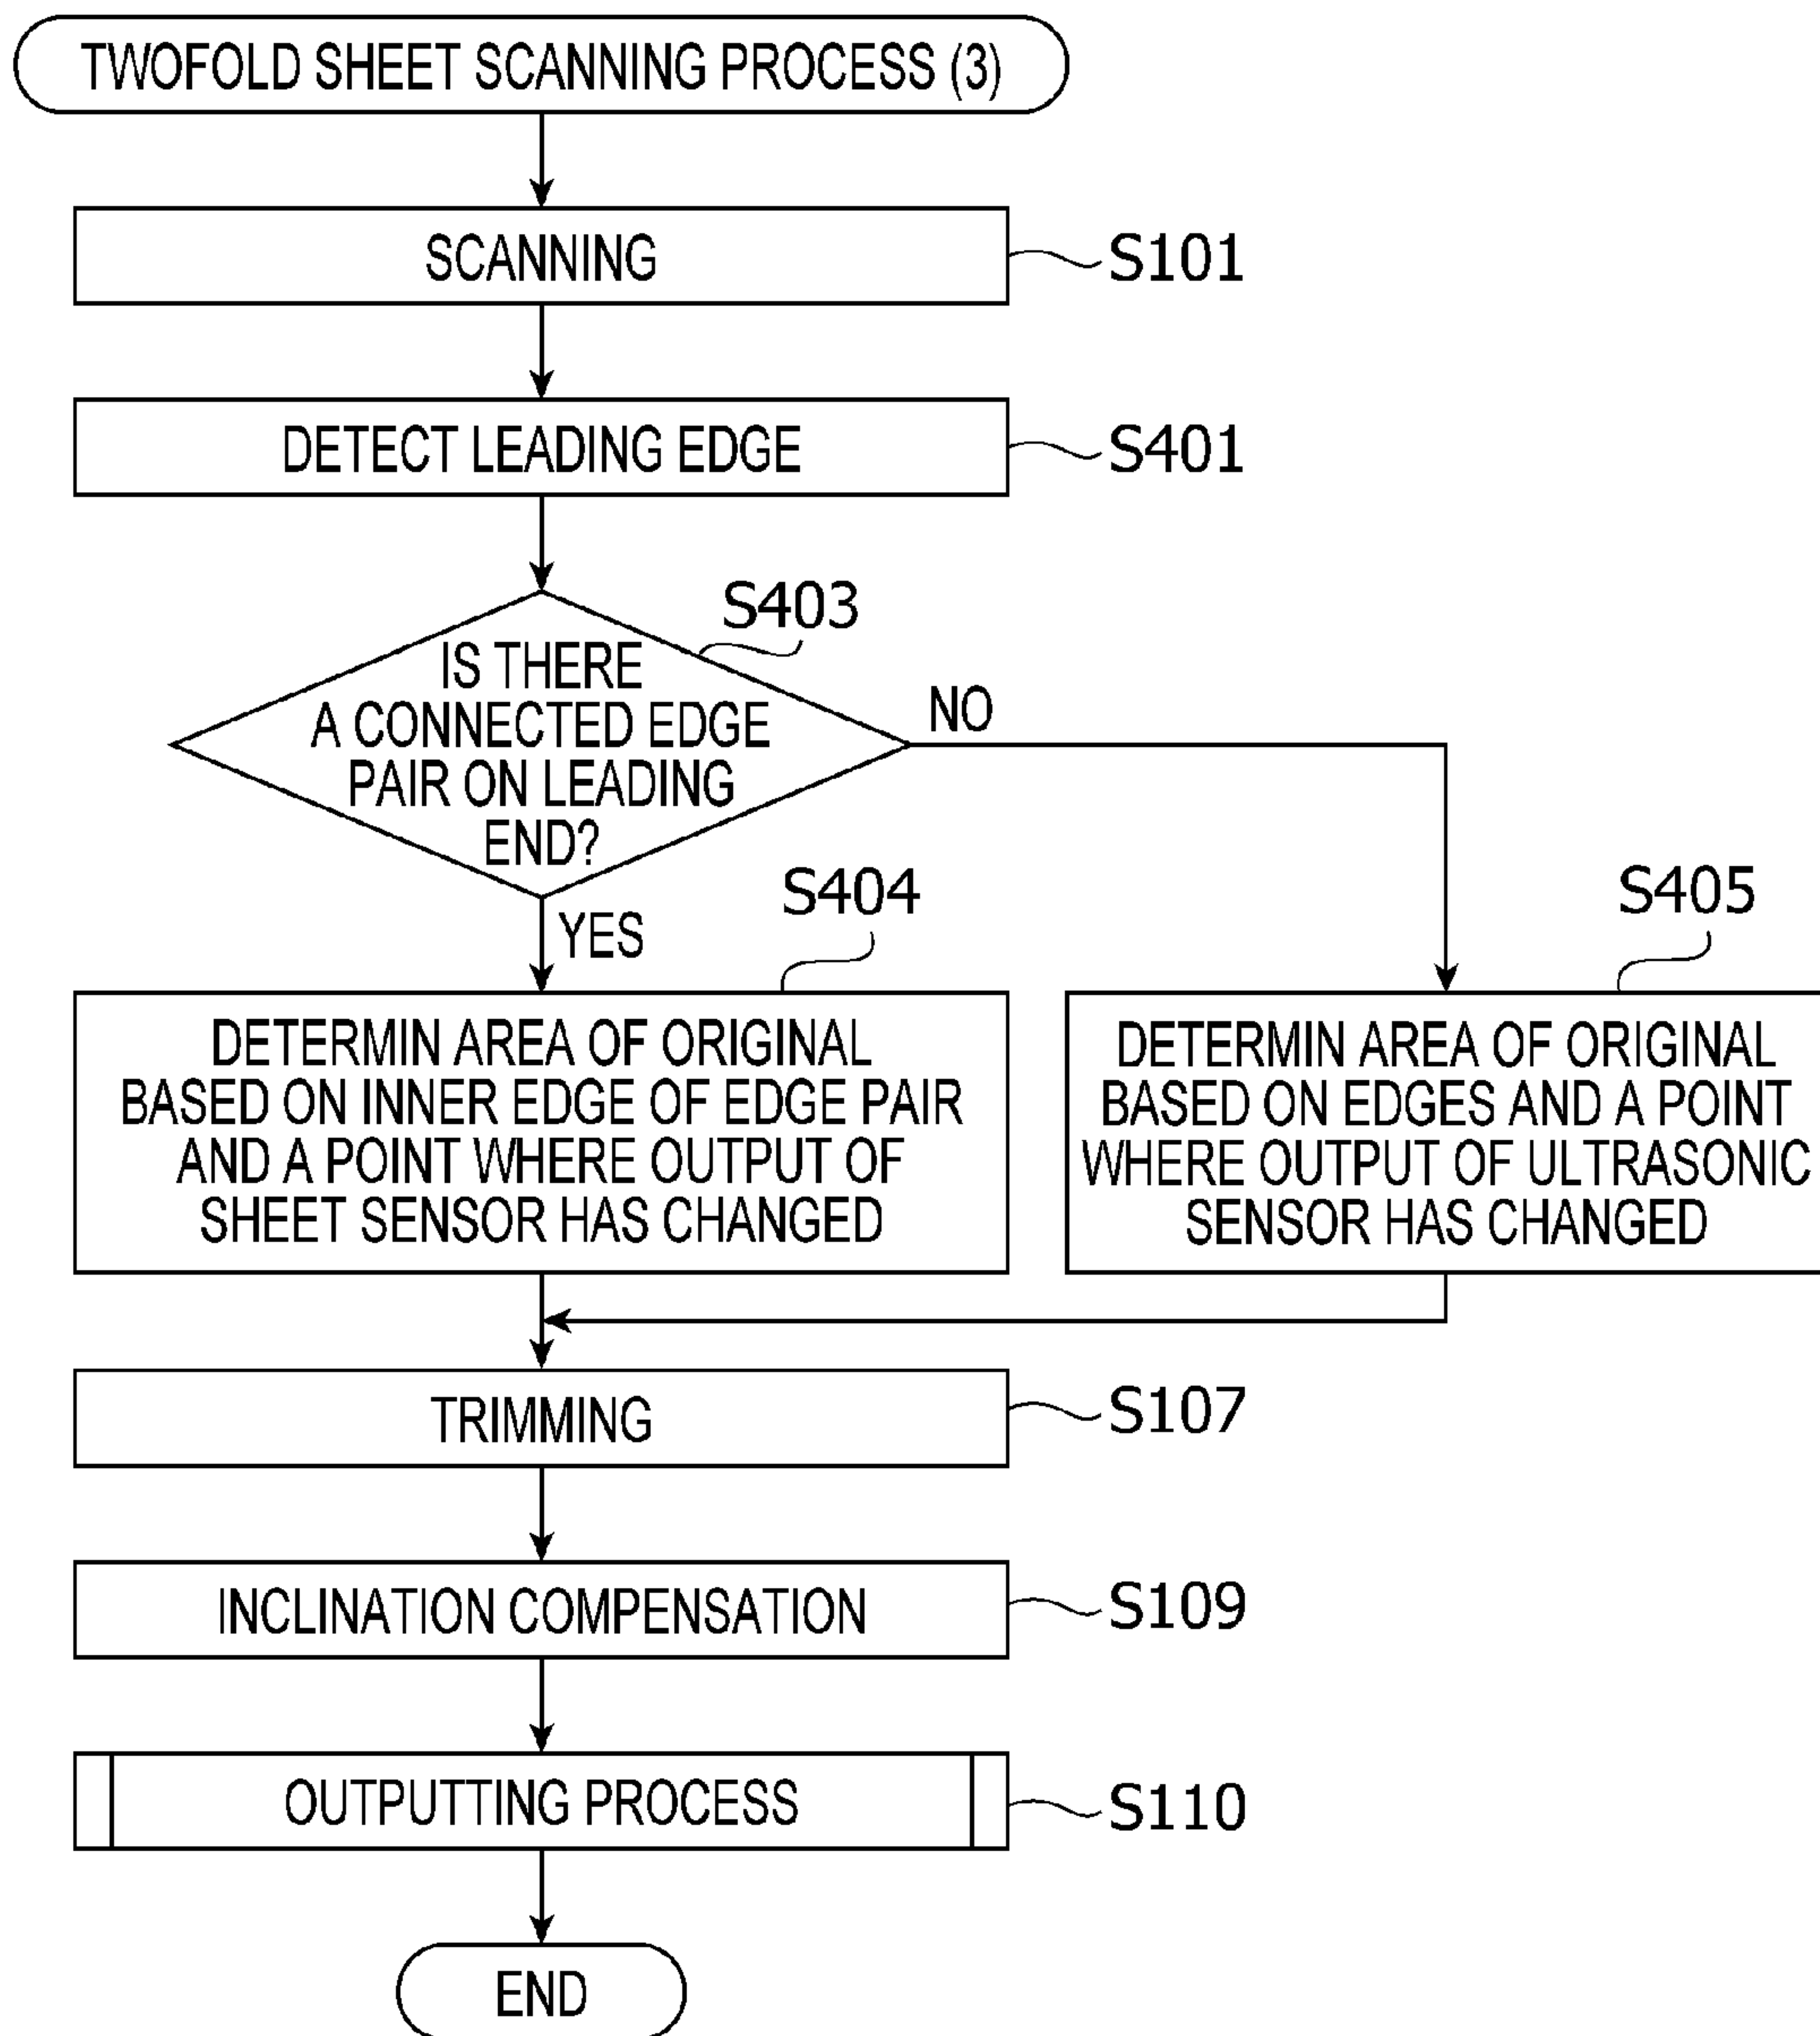 TWOFOLD SHEET SCANNING PROCESS (3)
SCANNING
S101
DETECT LEADING EDGE
S401
S403
IS THERE
A CONNECTED EDGE
PAIR ON LEADING
END?
NO
YES
S404
DETERMIN AREA OF ORIGINAL
BASED ON INNER EDGE OF EDGE PAIR
AND A POINT WHERE OUTPUT OF
SHEET SENSOR HAS CHANGED
S405
DETERMIN AREA OF ORIGINAL
BASED ON EDGES AND A POINT
WHERE OUTPUT OF ULTRASONIC
SENSOR HAS CHANGED
TRIMMING
S107
INCLINATION COMPENSATION
S109
OUTPUTTING PROCESS
S110
END